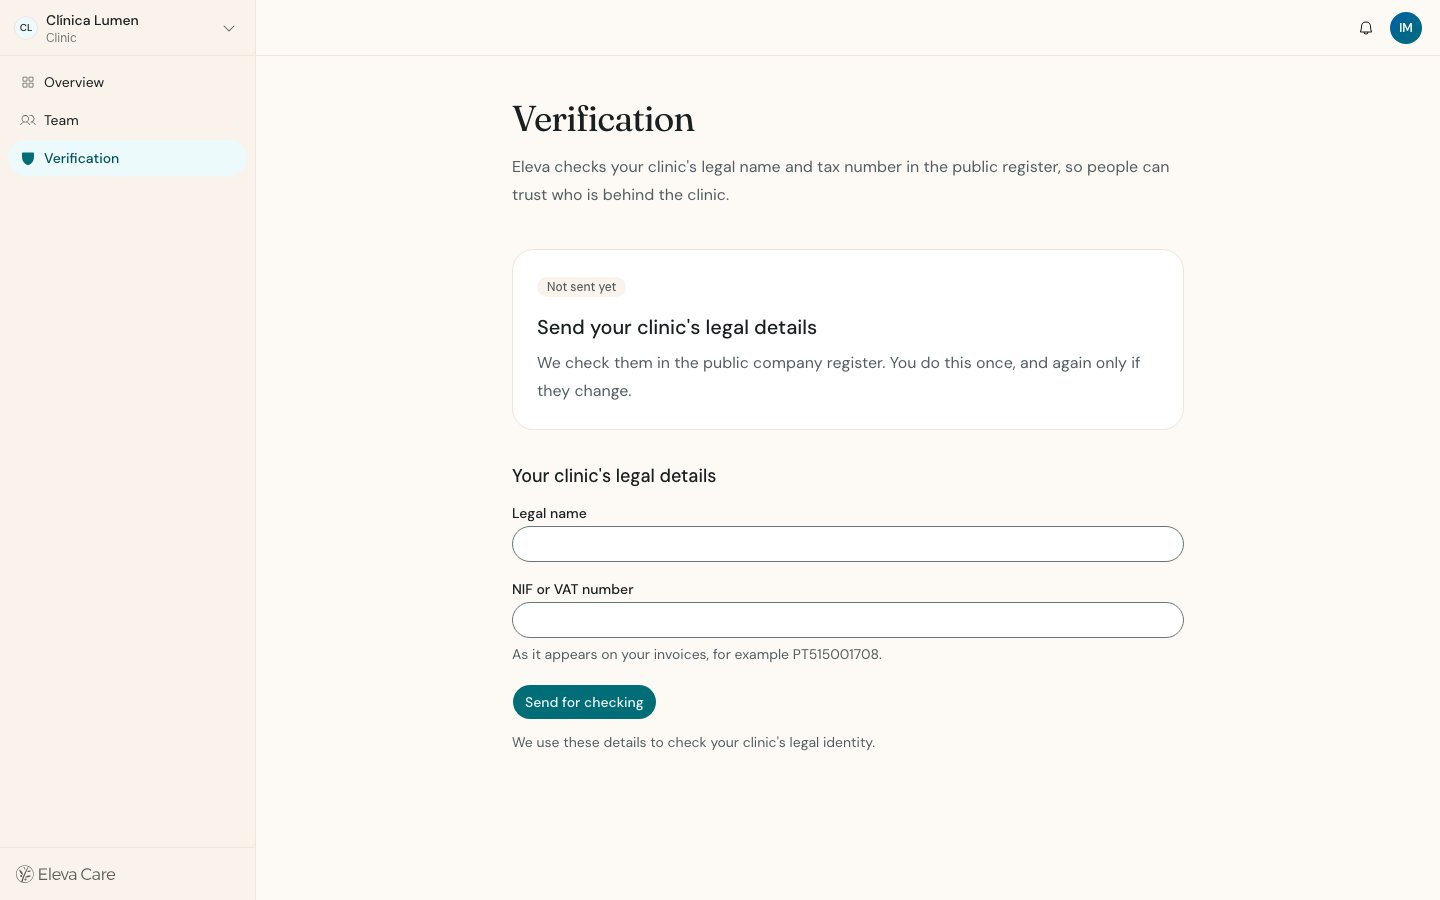 CL
Clínica Lumen
Clinic
IM
Overview
Team
Verification
Verification
Eleva checks your clinic's legal name and tax number in the public register, so people can
trust who is behind the clinic.
Not sent yet
Send your clinic's legal details
We check them in the public company register. You do this once, and again only if
they change.
Your clinic's legal details
Legal name
NIF or VAT number
As it appears on your invoices, for example PT515001708.
Send for checking
We use these details to check your clinic's legal identity.
Eleva Care